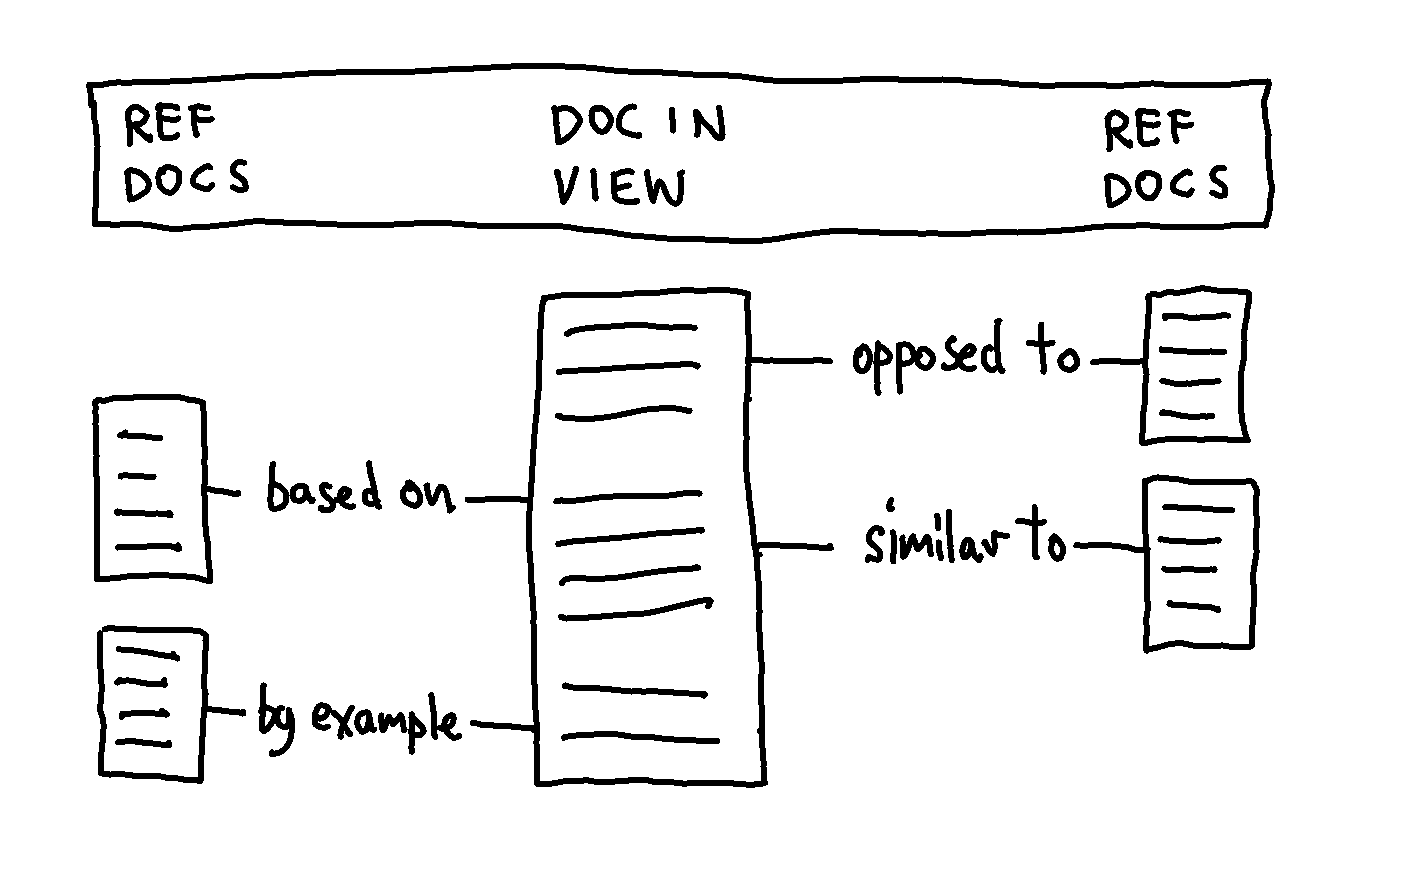 REF
DOCS
DOC IN
VIEW
REF
DOCS
opposed to
based on
similar to
by example